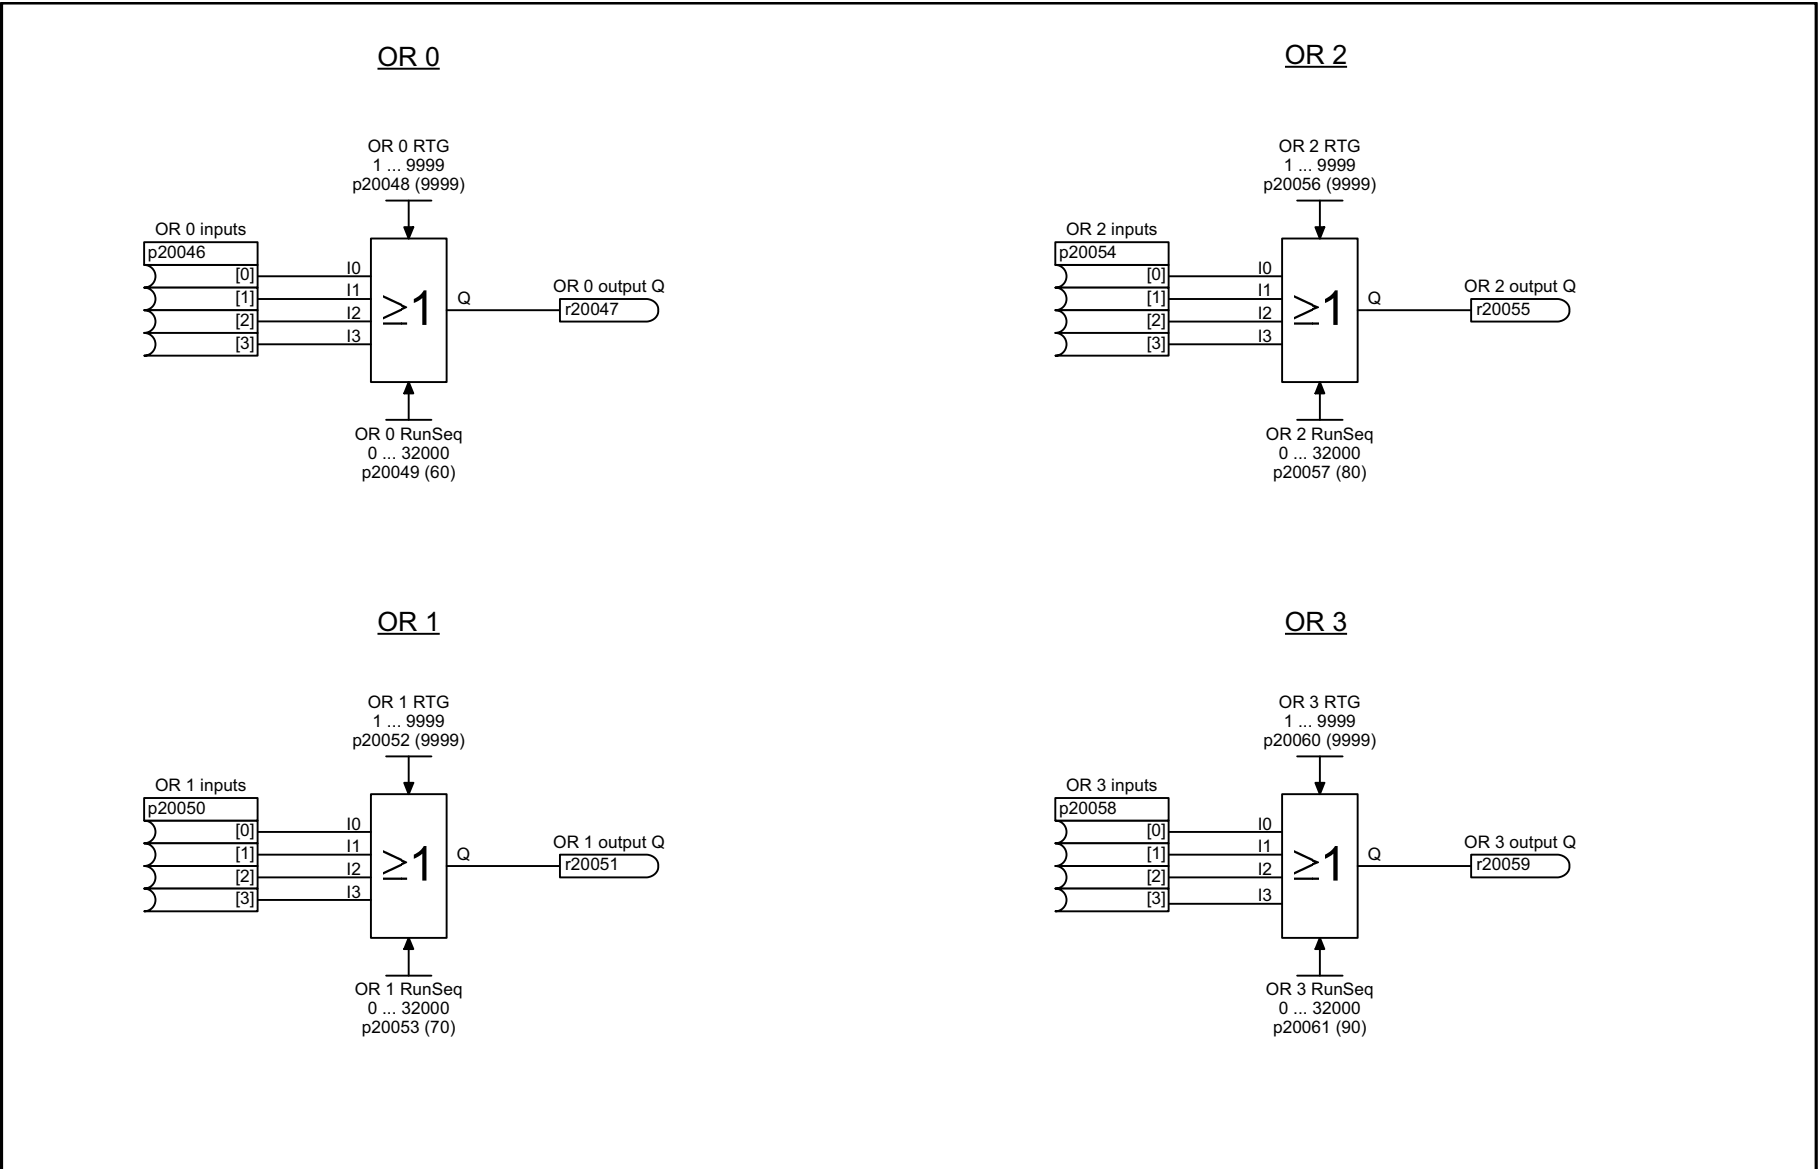 OR 0
OR 0 RTG
1 ... 9999
p20048 (9999)
OR 0 inputs
p20046
[0]
[1]
[2]
[3]
I0
I1
I2
I3
≥1
Q
OR 0 output Q
r20047
OR 0 RunSeq
0 ... 32000
p20049 (60)
OR 2
OR 2 RTG
1 ... 9999
p20056 (9999)
OR 2 inputs
p20054
[0]
[1]
[2]
[3]
I0
I1
I2
I3
≥1
Q
OR 2 output Q
r20055
OR 2 RunSeq
0 ... 32000
p20057 (80)
OR 1
OR 1 RTG
1 ... 9999
p20052 (9999)
OR 1 inputs
p20050
[0]
[1]
[2]
[3]
I0
I1
I2
I3
≥1
Q
OR 1 output Q
r20051
OR 1 RunSeq
0 ... 32000
p20053 (70)
OR 3
OR 3 RTG
1 ... 9999
p20060 (9999)
OR 3 inputs
p20058
[0]
[1]
[2]
[3]
I0
I1
I2
I3
≥1
Q
OR 3 output Q
r20059
OR 3 RunSeq
0 ... 32000
p20061 (90)